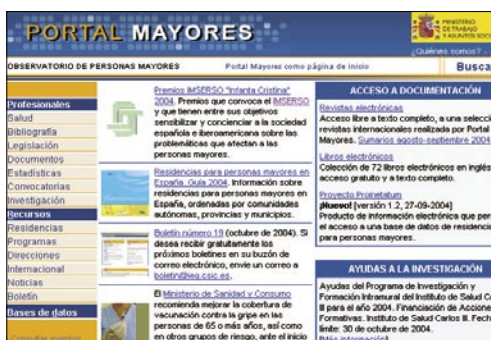 PORTAL MAYORES
MINISTERIO
DE TRABAJO
Y ASUNTOS SOCI
¿Quiénes somos? -
OBSERVATORIO DE PERSONAS MAYORES
Portal Mayores como página de inicio
Busca
Profesionales
Salud
Bibliografía
Legislación
Documentos
Estadísticas
Convocatorias
Investigación
Recursos
Residencias
Programas
Direcciones
Internacional
Noticias
Boletín
Bases de datos
Consultar eventos
Premios IMSERSO "Infanta Cristina"
2004. Premios que convoca el IMSERSO
y que tienen entre sus objetivos
sensibilizar y concienciar a la sociedad
española e iberoamericana sobre las
problemáticas que afectan a las
personas mayores.
Residencias para personas mayores en
España. Guía 2004. Información sobre
residencias para personas mayores en
España, ordenadas por comunidades
autónomas, provincias y municipios.
Boletín número 19 (octubre de 2004). Si
desea recibir gratuitamente los
próximos boletines en su buzón de
correo electrónico, envíe un correo a
boletin@iea.csic.es.
El Ministerio de Sanidad y Consumo
recomienda mejorar la cobertura de
vacunación contra la gripe en las
personas de 65 o más años, así como
en otros grupos de riesgo, ante el inicio
ACCESO A DOCUMENTACIÓN
Revistas electrónicas
Acceso libre a texto completo, a una selecci
revistas internacionales realizada por Portal
Mayores. Sumarios agosto-septiembre 2004
Libros electrónicos
Colección de 72 libros electrónicos en inglés
acceso gratuito y a texto completo.
Proyecto Proinetatum
¡Nuevo! [versión 1.2, 27-09-2004]
Producto de información electrónica que per
el acceso a una base de datos de residenci
para personas mayores.
AYUDAS A LA INVESTIGACIÓN
Ayudas del Programa de Investigación y
Formación Intramural del Instituto de Salud Ca
III para el año 2004. Financiación de Accione
Formativas. Instituto de Salud Carlos III. Fech
límite: 30 de octubre de 2004.
[Más información]